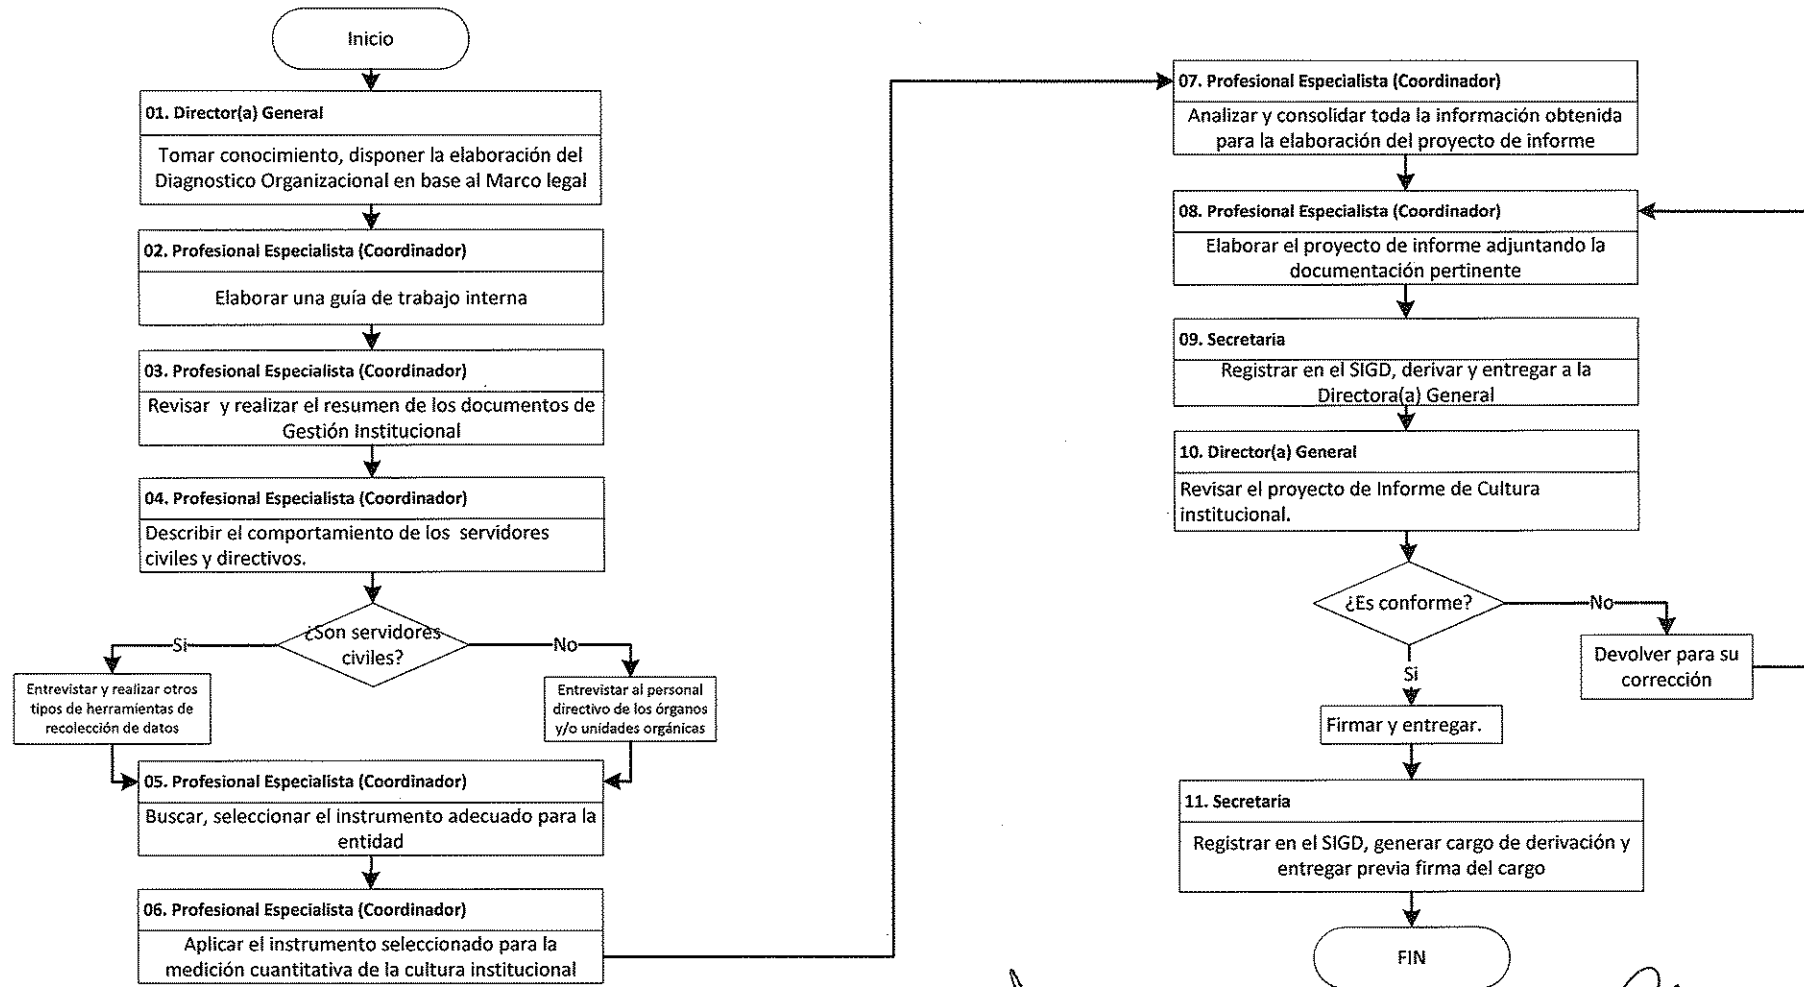 Inicio
01. Director(a) General
Tomar conocimiento, disponer la elaboración del
Diagnostico Organizacional en base al Marco legal
02. Profesional Especialista (Coordinador)
Elaborar una guía de trabajo interna
03. Profesional Especialista (Coordinador)
Revisar y realizar el resumen de los documentos de
Gestión Institucional
04. Profesional Especialista (Coordinador)
Describir el comportamiento de los servidores
civiles y directivos.
¿Son servidores
civiles?
Si
No
Entrevistar y realizar otros
tipos de herramientas de
recolección de datos
Entrevistar al personal
directivo de los órganos
y/o unidades orgánicas
05. Profesional Especialista (Coordinador)
Buscar, seleccionar el instrumento adecuado para la
entidad
06. Profesional Especialista (Coordinador)
Aplicar el instrumento seleccionado para la
medición cuantitativa de la cultura institucional
07. Profesional Especialista (Coordinador)
Analizar y consolidar toda la información obtenida
para la elaboración del proyecto de informe
08. Profesional Especialista (Coordinador)
Elaborar el proyecto de informe adjuntando la
documentación pertinente
09. Secretaria
Registrar en el SIGD, derivar y entregar a la
Directora(a) General
10. Director(a) General
Revisar el proyecto de Informe de Cultura
institucional.
¿Es conforme?
No
Devolver para su
corrección
Si
Firmar y entregar.
11. Secretaria
Registrar en el SIGD, generar cargo de derivación y
entregar previa firma del cargo
FIN